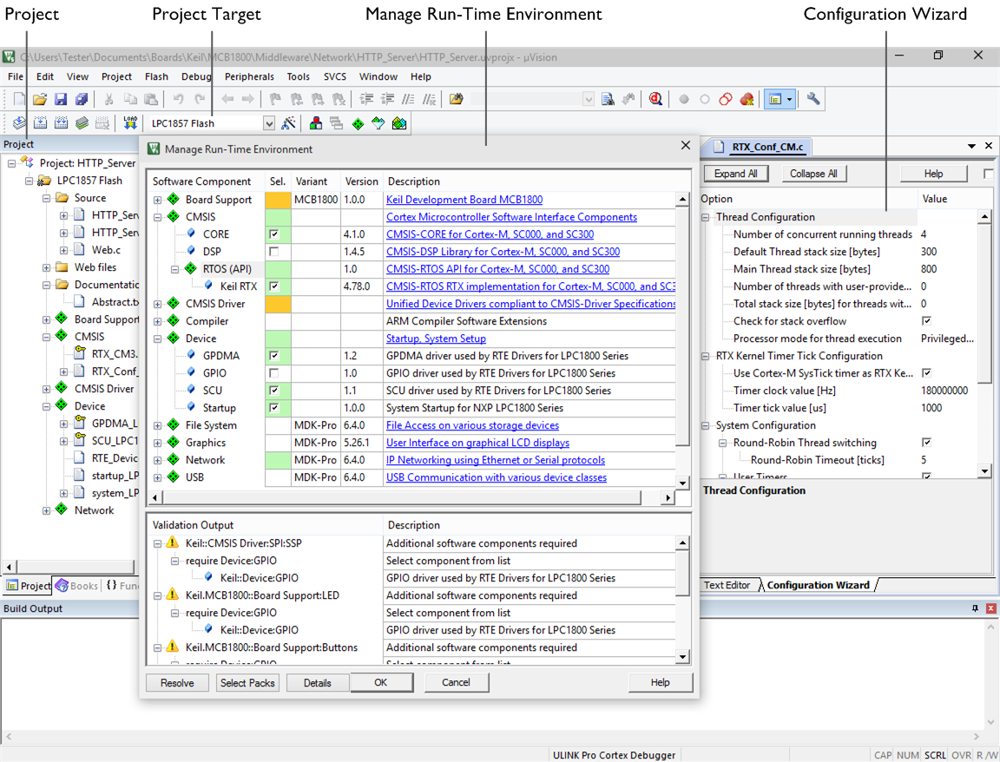 Project
Project Target
Manage Run-Time Environment
Configuration Wizard
C:\Users\Tester\Documents\Boards\Keil\MCB1800\Middleware\Network\HTTP_Server\HTTP_Server.uvprojx - µVision
File Edit View Project Flash Debug Peripherals Tools SVCS Window Help
LOAD
LPC1857 Flash
Project
Project: HTTP_Server
LPC1857 Flash
Source
HTTP_Ser
HTTP_Ser
Web.c
Web files
Documentatio
Abstract.tx
Board Support
CMSIS
RTX_CM3.
RTX_Conf_
CMSIS Driver
Device
GPDMA_L
SCU_LPC1
RTE_Devic
startup_LP
system_LP
Network
Project Books {} Fun
Manage Run-Time Environment
Software Component Sel. Variant Version Description
Board Support MCB1800 1.0.0 Keil Development Board MCB1800
CMSIS Cortex Microcontroller Software Interface Components
CORE 4.1.0 CMSIS-CORE for Cortex-M, SC000, and SC300
DSP 1.4.5 CMSIS-DSP Library for Cortex-M, SC000, and SC300
RTOS (API) 1.0 CMSIS-RTOS API for Cortex-M, SC000, and SC300
Keil RTX 4.78.0 CMSIS-RTOS RTX implementation for Cortex-M, SC000, and SC3
CMSIS Driver Unified Device Drivers compliant to CMSIS-Driver Specifications
Compiler ARM Compiler Software Extensions
Device Startup, System Setup
GPDMA 1.2 GPDMA driver used by RTE Drivers for LPC1800 Series
GPIO 1.0 GPIO driver used by RTE Drivers for LPC1800 Series
SCU 1.1 SCU driver used by RTE Drivers for LPC1800 Series
Startup 1.0.0 System Startup for NXP LPC1800 Series
File System MDK-Pro 6.4.0 File Access on various storage devices
Graphics MDK-Pro 5.26.1 User Interface on graphical LCD displays
Network MDK-Pro 6.4.0 IP Networking using Ethernet or Serial protocols
USB MDK-Pro 6.4.0 USB Communication with various device classes
Validation Output Description
Keil::CMSIS Driver:SPI:SSP Additional software components required
require Device:GPIO Select component from list
Keil::Device:GPIO GPIO driver used by RTE Drivers for LPC1800 Series
Keil.MCB1800::Board Support:LED Additional software components required
require Device:GPIO Select component from list
Keil::Device:GPIO GPIO driver used by RTE Drivers for LPC1800 Series
Keil.MCB1800::Board Support:Buttons Additional software components required
require Device:GPIO Select component from list
Resolve Select Packs Details OK Cancel Help
RTX_Conf_CM.c
Expand All Collapse All Help
Option Value
Thread Configuration
Number of concurrent running threads 4
Default Thread stack size [bytes] 300
Main Thread stack size [bytes] 800
Number of threads with user-provide... 0
Total stack size [bytes] for threads wit... 0
Check for stack overflow
Processor mode for thread execution Privileged...
RTX Kernel Timer Tick Configuration
Use Cortex-M SysTick timer as RTX Ke...
Timer clock value [Hz] 180000000
Timer tick value [us] 1000
System Configuration
Round-Robin Thread switching
Round-Robin Timeout [ticks] 5
User Timers
Thread Configuration
Text Editor Configuration Wizard
Build Output
ULINK Pro Cortex Debugger CAP NUM SCRL OVR R/W